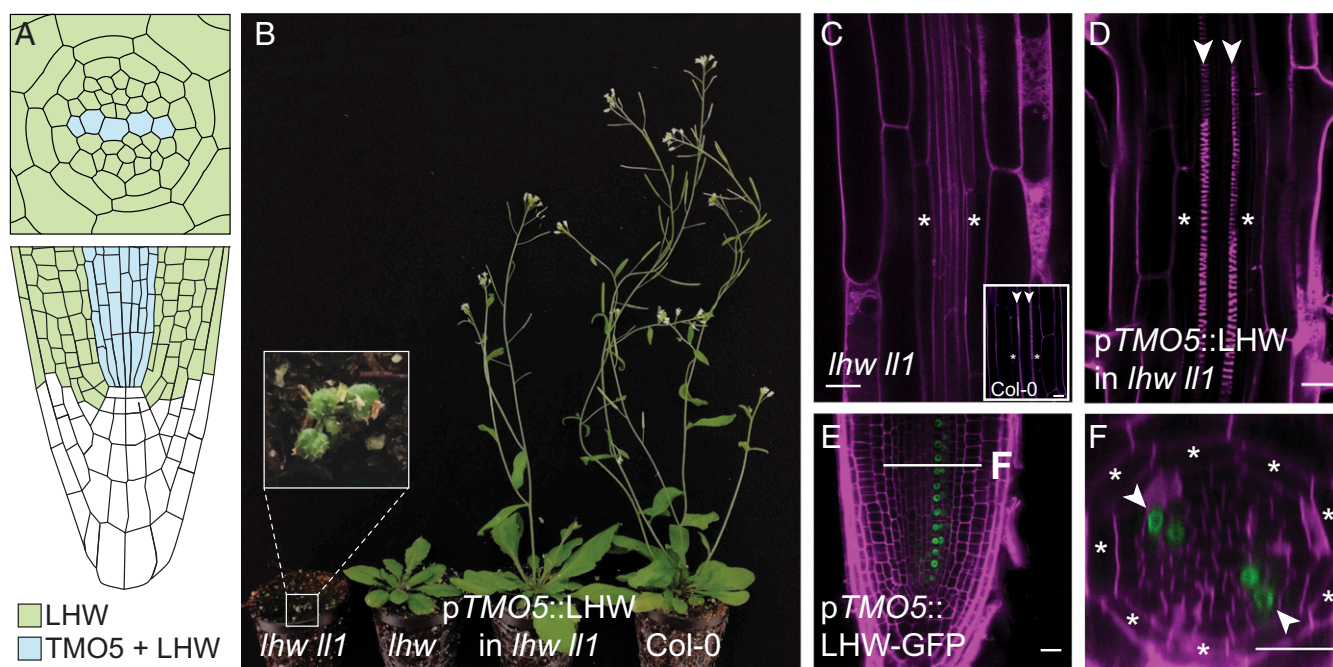 A
LHW
TMO5 + LHW
B
lhw ll1
lhw
pTMO5::LHW
in lhw ll1
Col-0
C
lhw ll1
Col-0
D
pTMO5::LHW
in lhw ll1
E
F
pTMO5::
LHW-GFP
F